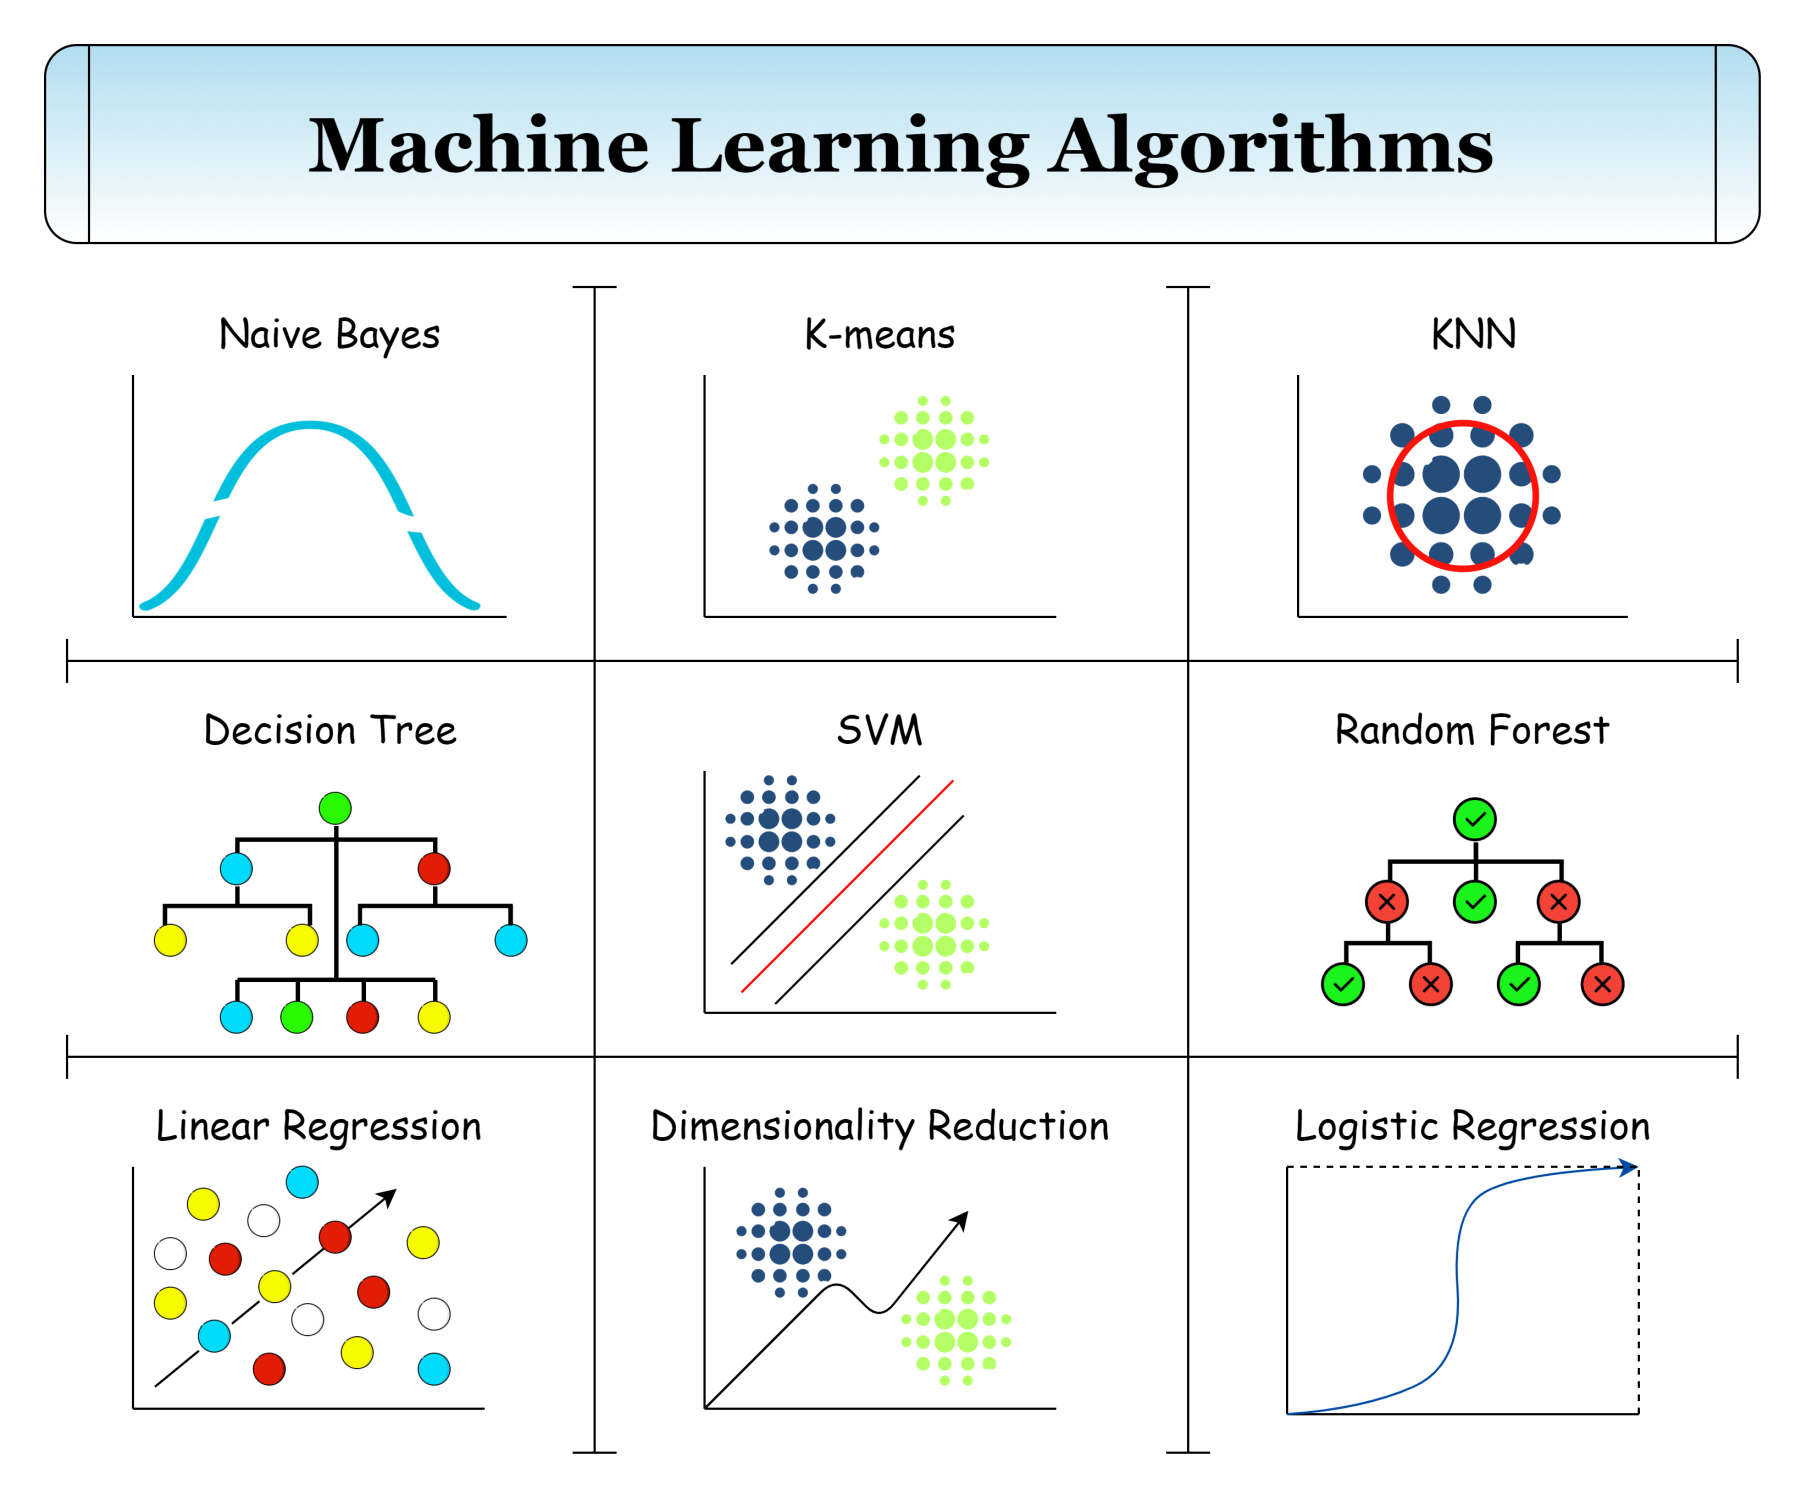 Machine Learning Algorithms
Naive Bayes
K-means
KNN
Decision Tree
SVM
Random Forest
Linear Regression
Dimensionality Reduction
Logistic Regression